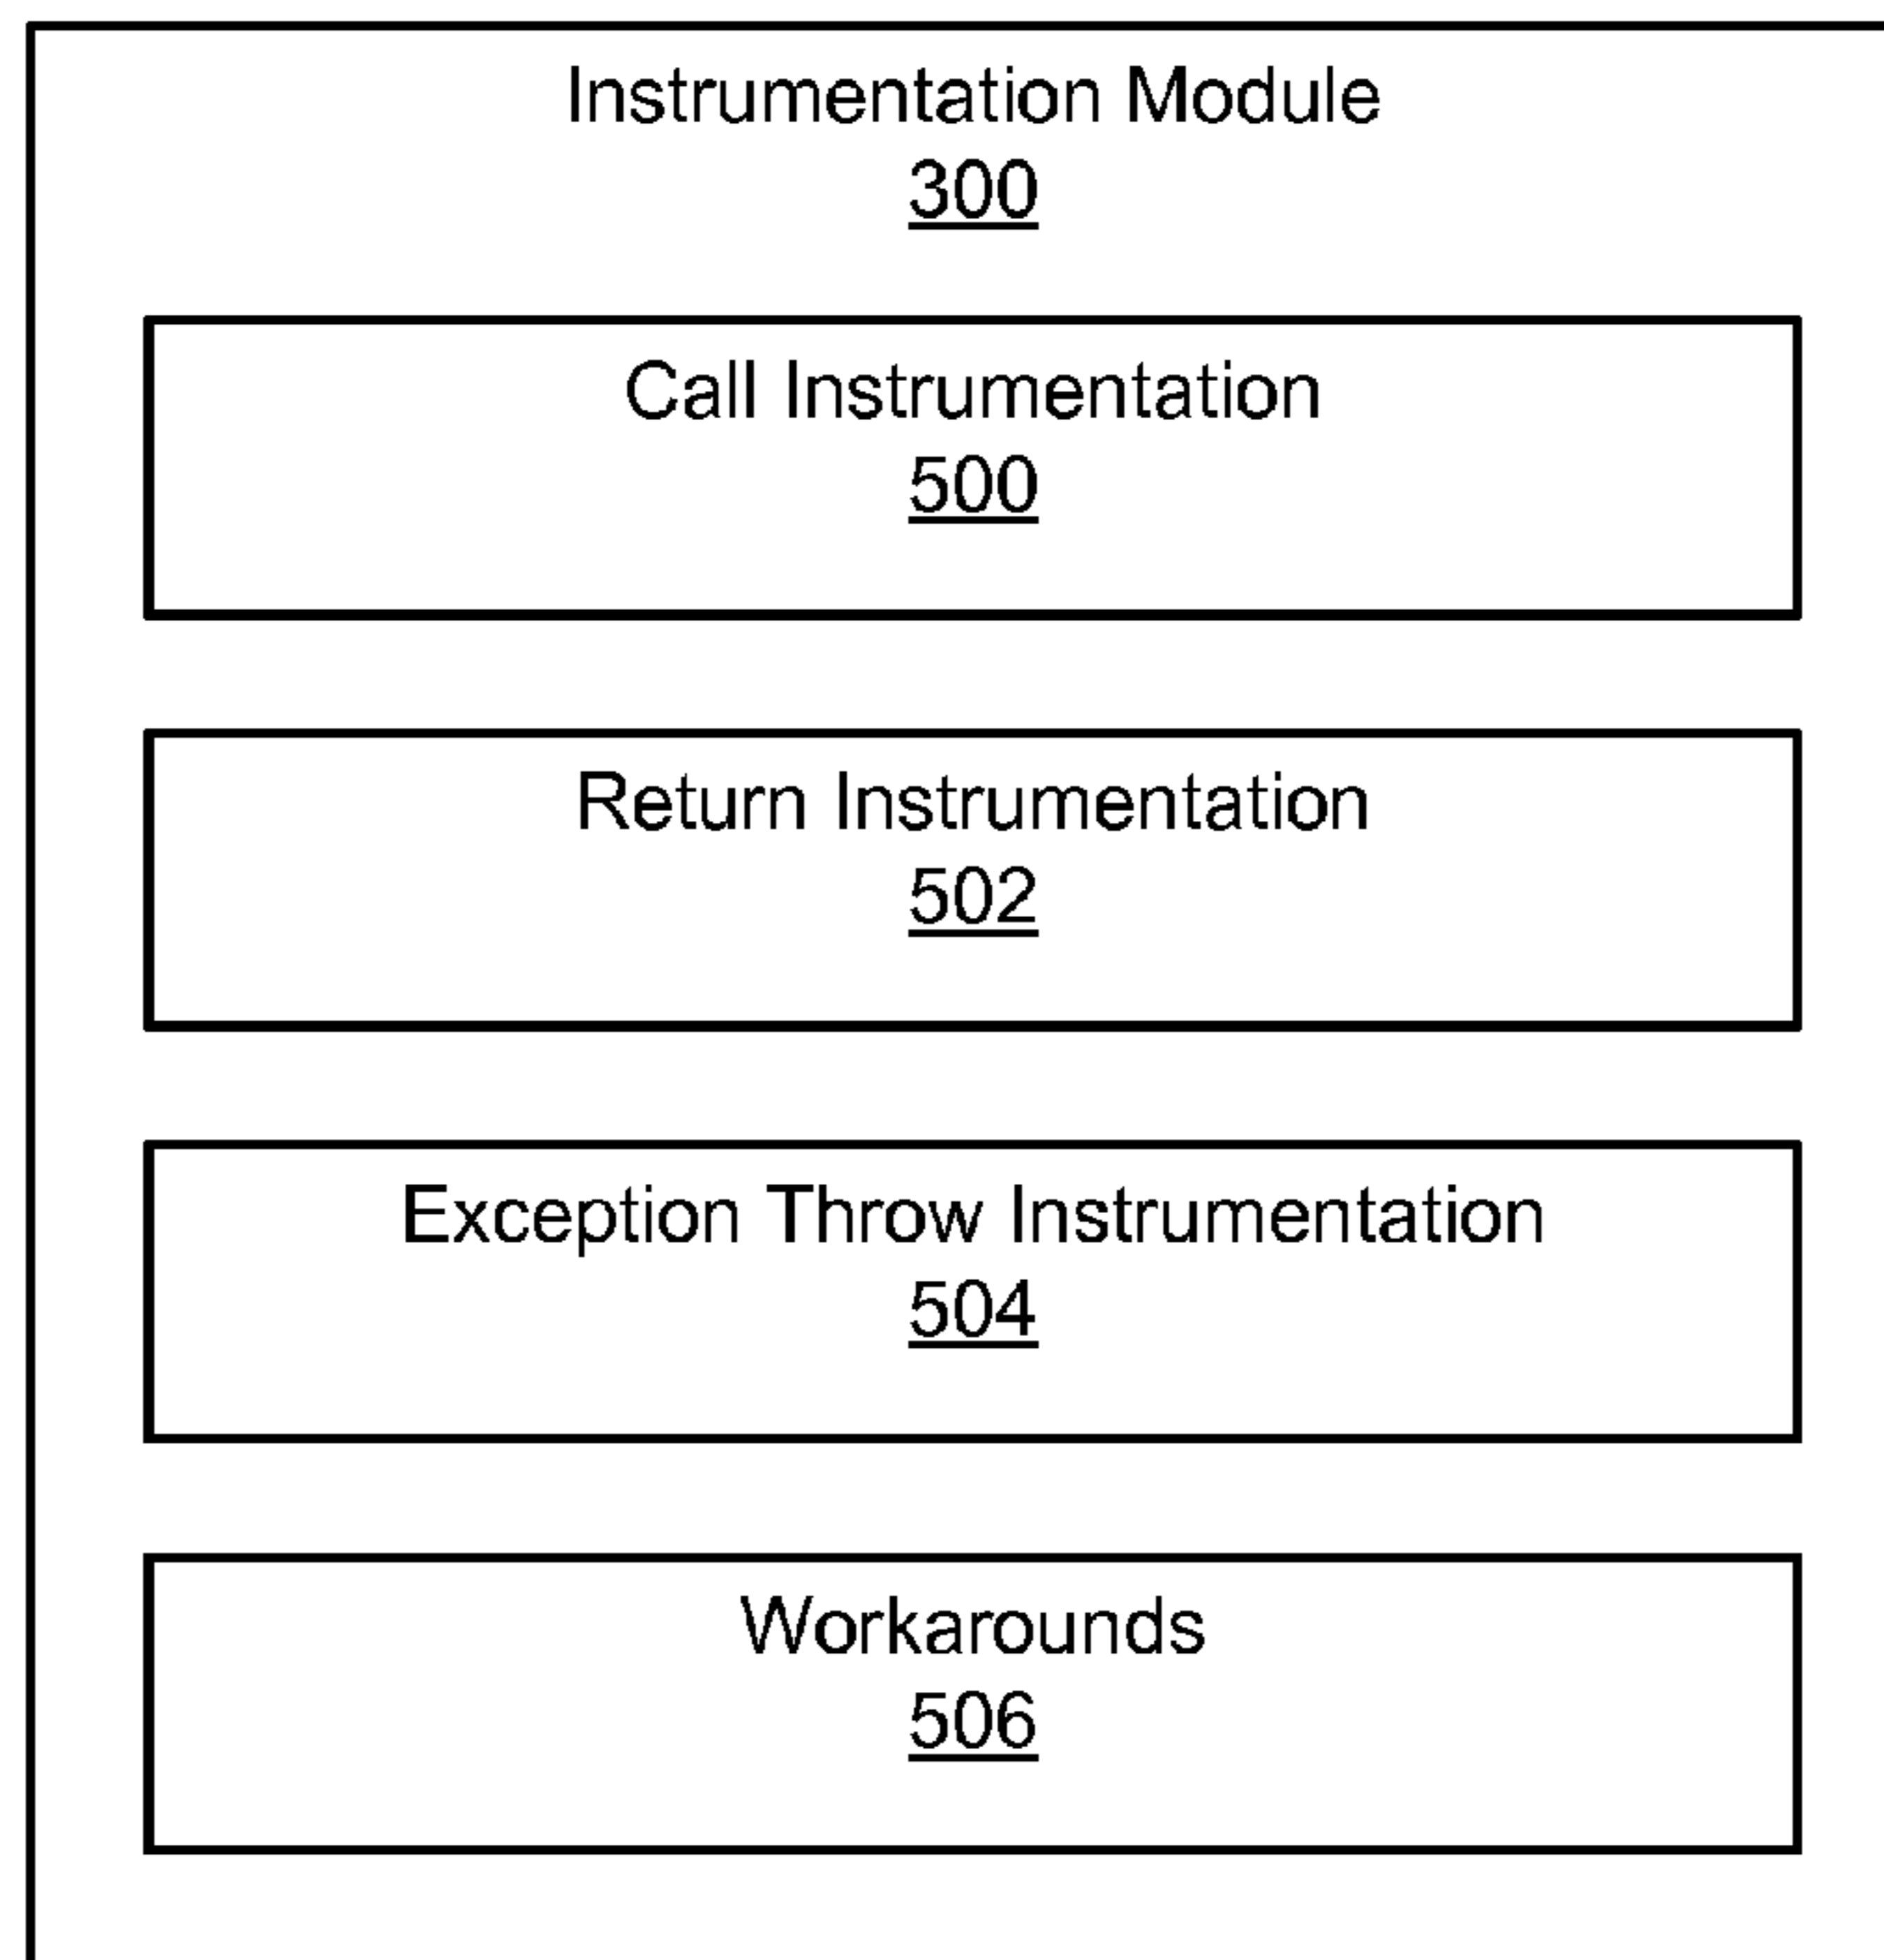 Instrumentation Module
300
Call Instrumentation
500
Return Instrumentation
502
Exception Throw Instrumentation
504
Workarounds
506